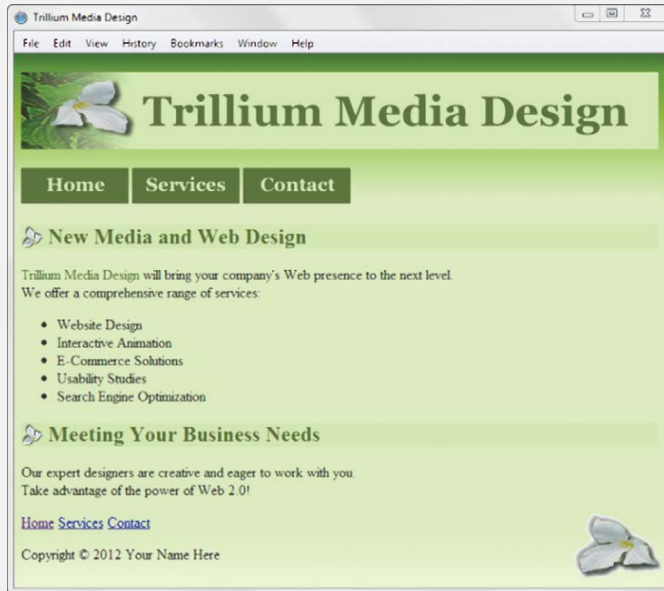 Trillium Media Design
File Edit View History Bookmarks Window Help
Trillium Media Design
Home Services Contact
New Media and Web Design
Trillium Media Design will bring your company's Web presence to the next level.
We offer a comprehensive range of services:
• Website Design
• Interactive Animation
• E-Commerce Solutions
• Usability Studies
• Search Engine Optimization
Meeting Your Business Needs
Our expert designers are creative and eager to work with you.
Take advantage of the power of Web 2.0!
Home Services Contact
Copyright © 2012 Your Name Here